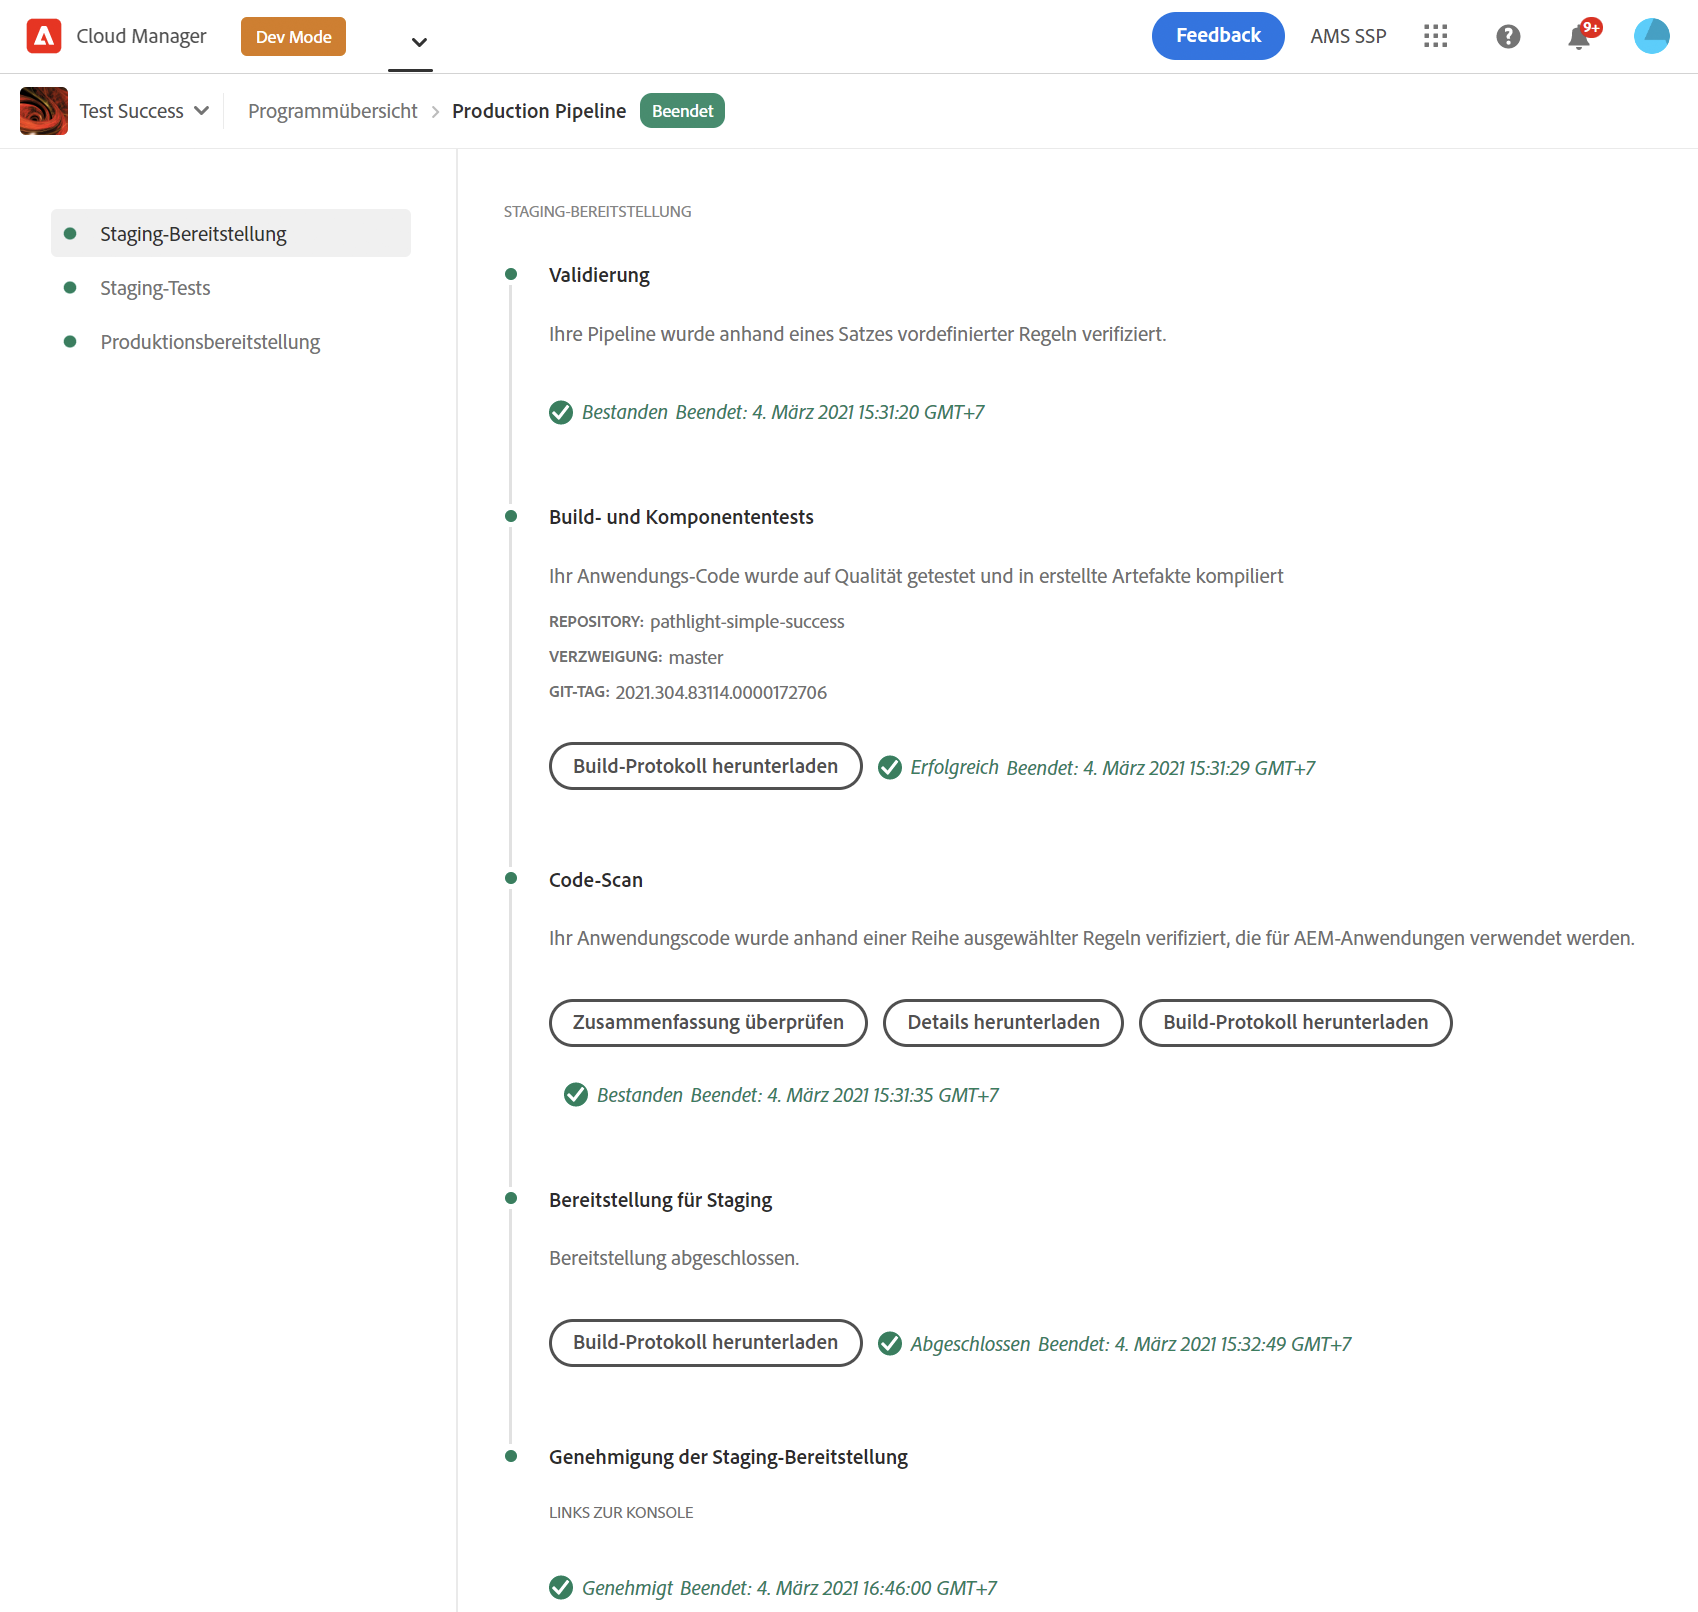 Cloud Manager Dev Mode Feedback AMS SSP 9+
Test Success Programmübersicht Production Pipeline Beendet
Staging-Bereitstellung
Staging-Tests
Produktionsbereitstellung
STAGING-BEREITSTELLUNG
Validierung
Ihre Pipeline wurde anhand eines Satzes vordefinierter Regeln verifiziert.
Bestanden Beendet: 4. März 2021 15:31:20 GMT+7
Build- und Komponententests
Ihr Anwendungs-Code wurde auf Qualität getestet und in erstellte Artefakte kompiliert
REPOSITORY: pathlight-simple-success
VERZWEIGUNG: master
GIT-TAG: 2021.304.83114.0000172706
Build-Protokoll herunterladen Erfolgreich Beendet: 4. März 2021 15:31:29 GMT+7
Code-Scan
Ihr Anwendungscode wurde anhand einer Reihe ausgewählter Regeln verifiziert, die für AEM-Anwendungen verwendet werden.
Zusammenfassung überprüfen Details herunterladen Build-Protokoll herunterladen
Bestanden Beendet: 4. März 2021 15:31:35 GMT+7
Bereitstellung für Staging
Bereitstellung abgeschlossen.
Build-Protokoll herunterladen Abgeschlossen Beendet: 4. März 2021 15:32:49 GMT+7
Genehmigung der Staging-Bereitstellung
LINKS ZUR KONSOLE
Genehmigt Beendet: 4. März 2021 16:46:00 GMT+7